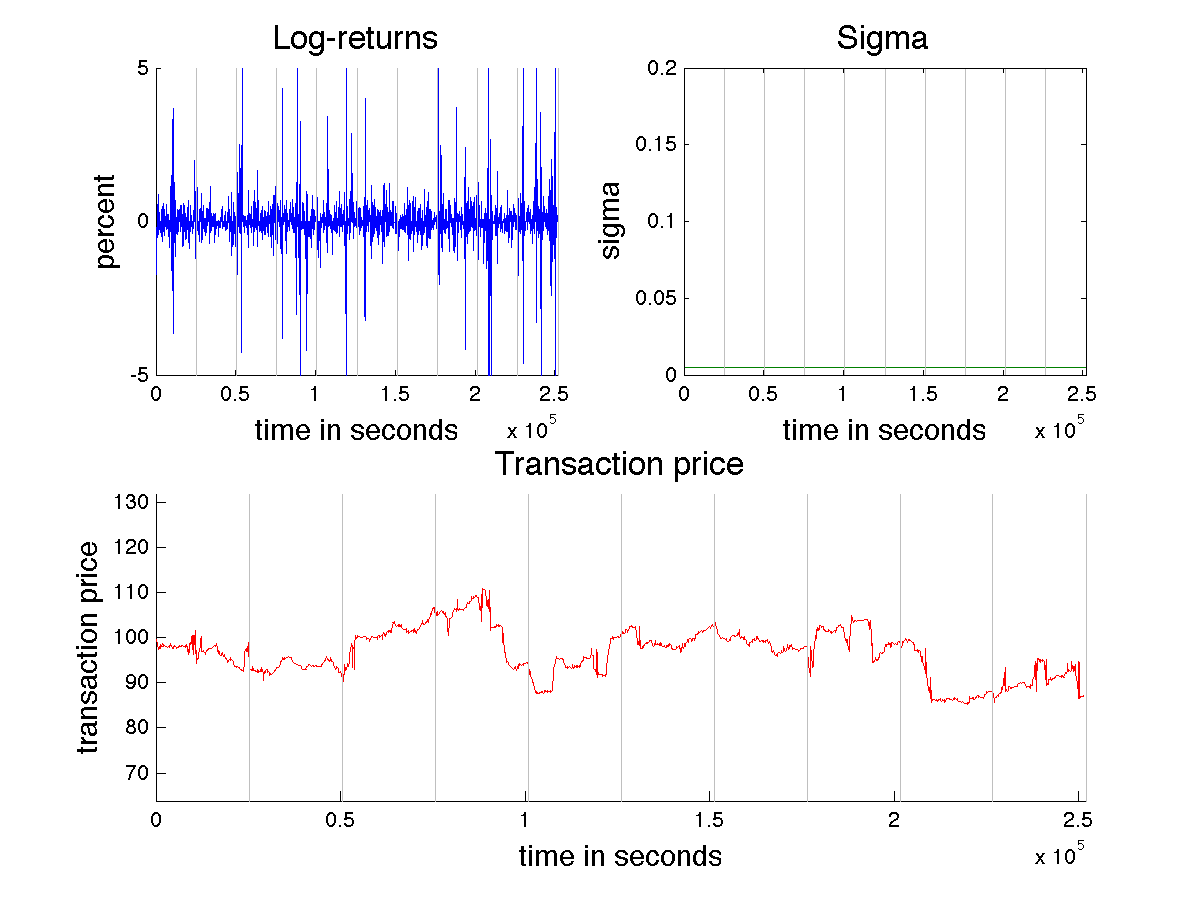 Log-returns
5
0
-5
percent
0 0.5 1 1.5 2 2.5
x 10^5
time in seconds
Sigma
0.2
0.15
0.1
0.05
0
sigma
0 0.5 1 1.5 2 2.5
x 10^5
time in seconds
Transaction price
130
120
110
100
90
80
70
transaction price
0 0.5 1 1.5 2 2.5
x 10^5
time in seconds